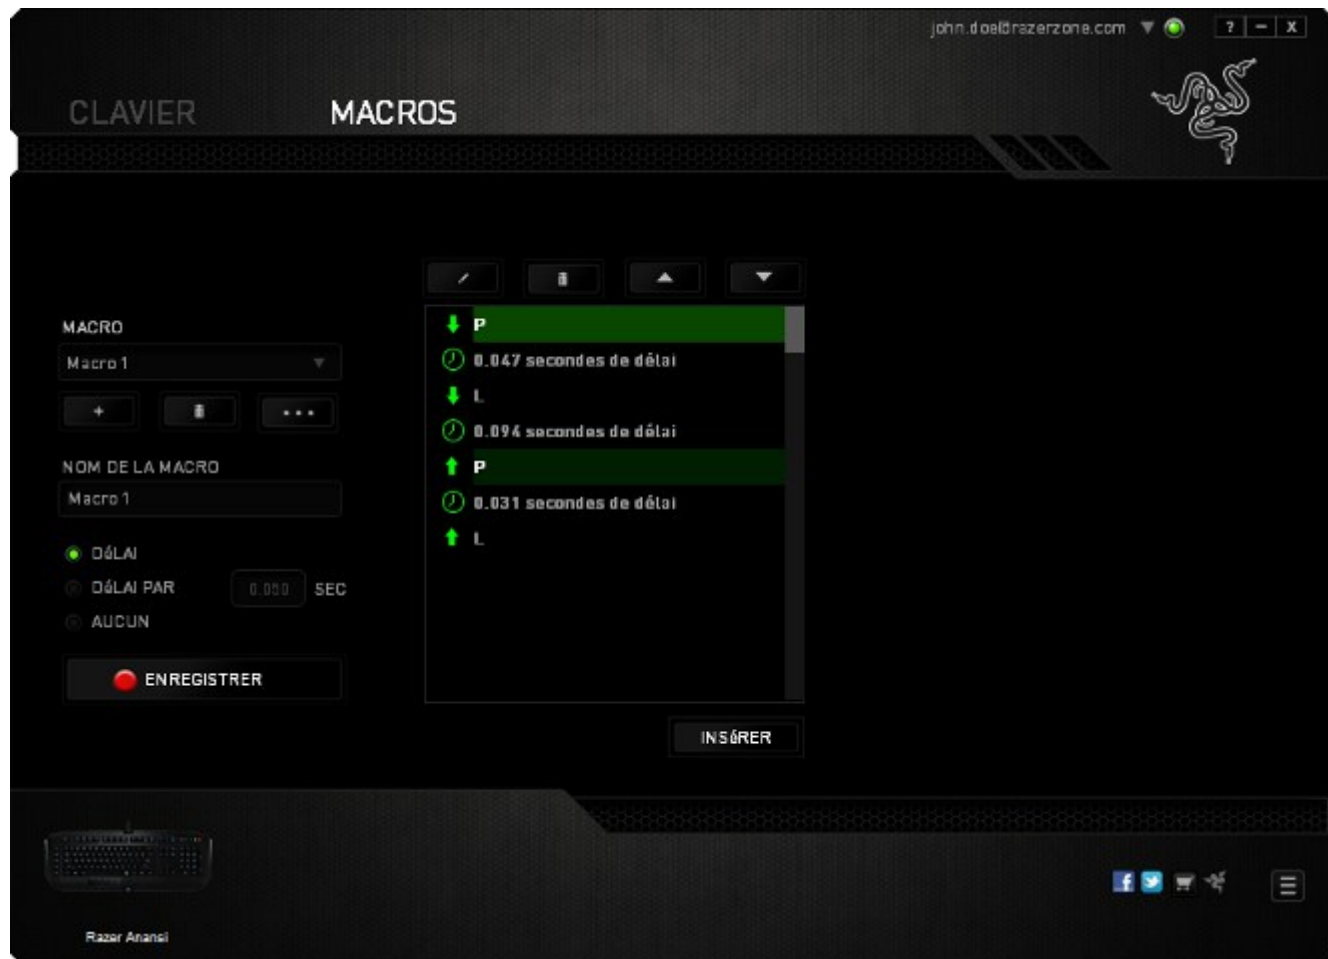 john.doe@razerzone.com
? – X
CLAVIER
MACROS
MACRO
Macro 1
+
...
NOM DE LA MACRO
Macro 1
DéLAI
DéLAI PAR 0.050 SEC
AUCUN
ENREGISTRER
P
0.047 secondes de délai
L
0.094 secondes de délai
P
0.031 secondes de délai
L
INSéRER
Razer Anansi